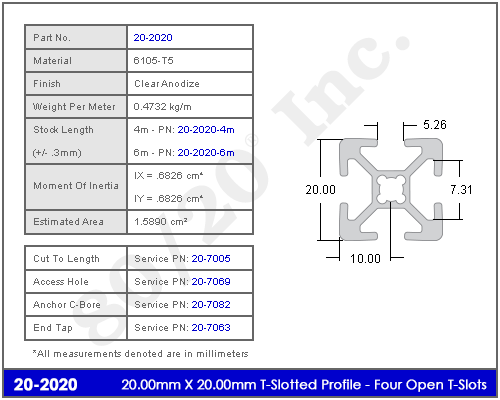 Part No. 20-2020
Material 6105-T5
Finish Clear Anodize
Weight Per Meter 0.4732 kg/m
Stock Length 4m - PN: 20-2020-4m
(+/- .3mm) 6m - PN: 20-2020-6m
Moment Of Inertia IX = .6826 cm⁴
IY = .6826 cm⁴
Estimated Area 1.5890 cm²
Cut To Length Service PN: 20-7005
Access Hole Service PN: 20-7069
Anchor C-Bore Service PN: 20-7082
End Tap Service PN: 20-7063
*All measurements denoted are in millimeters
80/20® Inc.
5.26
20.00
7.31
10.00
20-2020 20.00mm X 20.00mm T-Slotted Profile - Four Open T-Slots